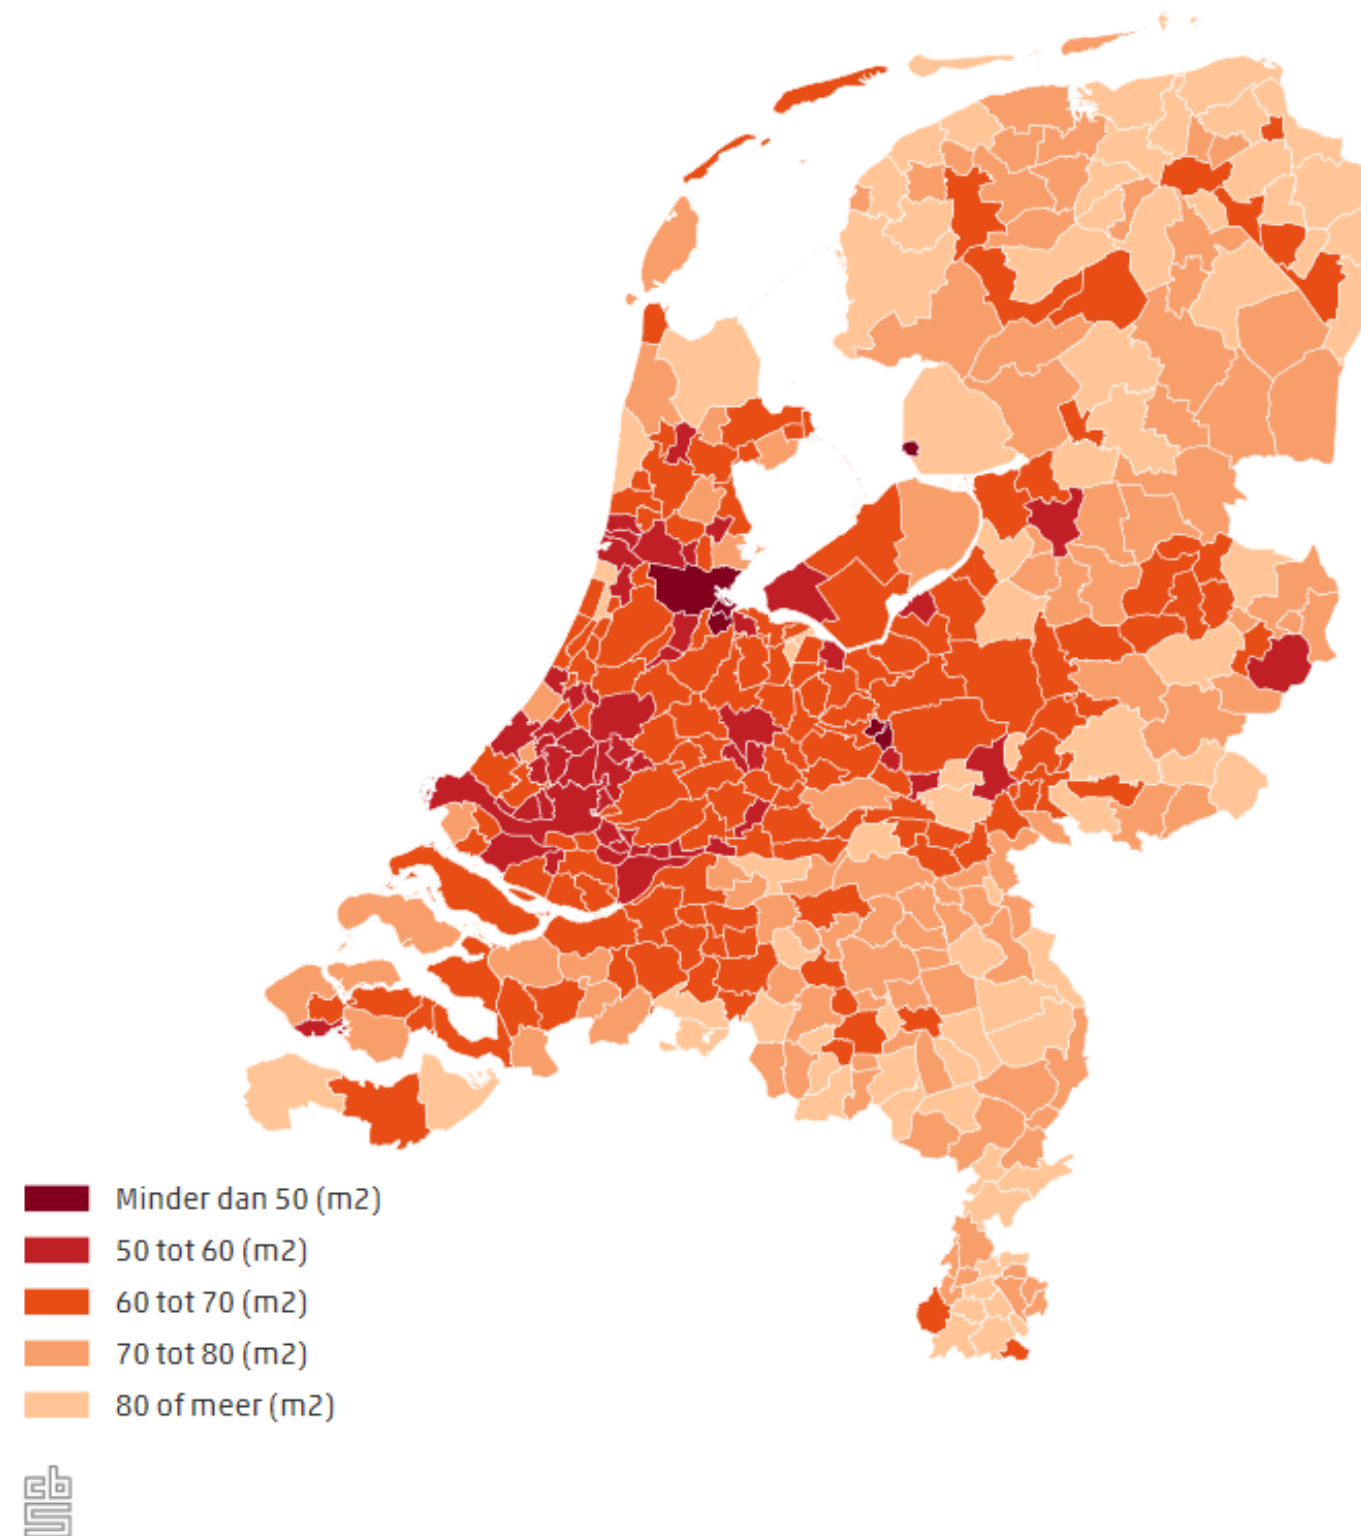 Minder dan 50 (m2)
50 tot 60 (m2)
60 tot 70 (m2)
70 tot 80 (m2)
80 of meer (m2)
cbs